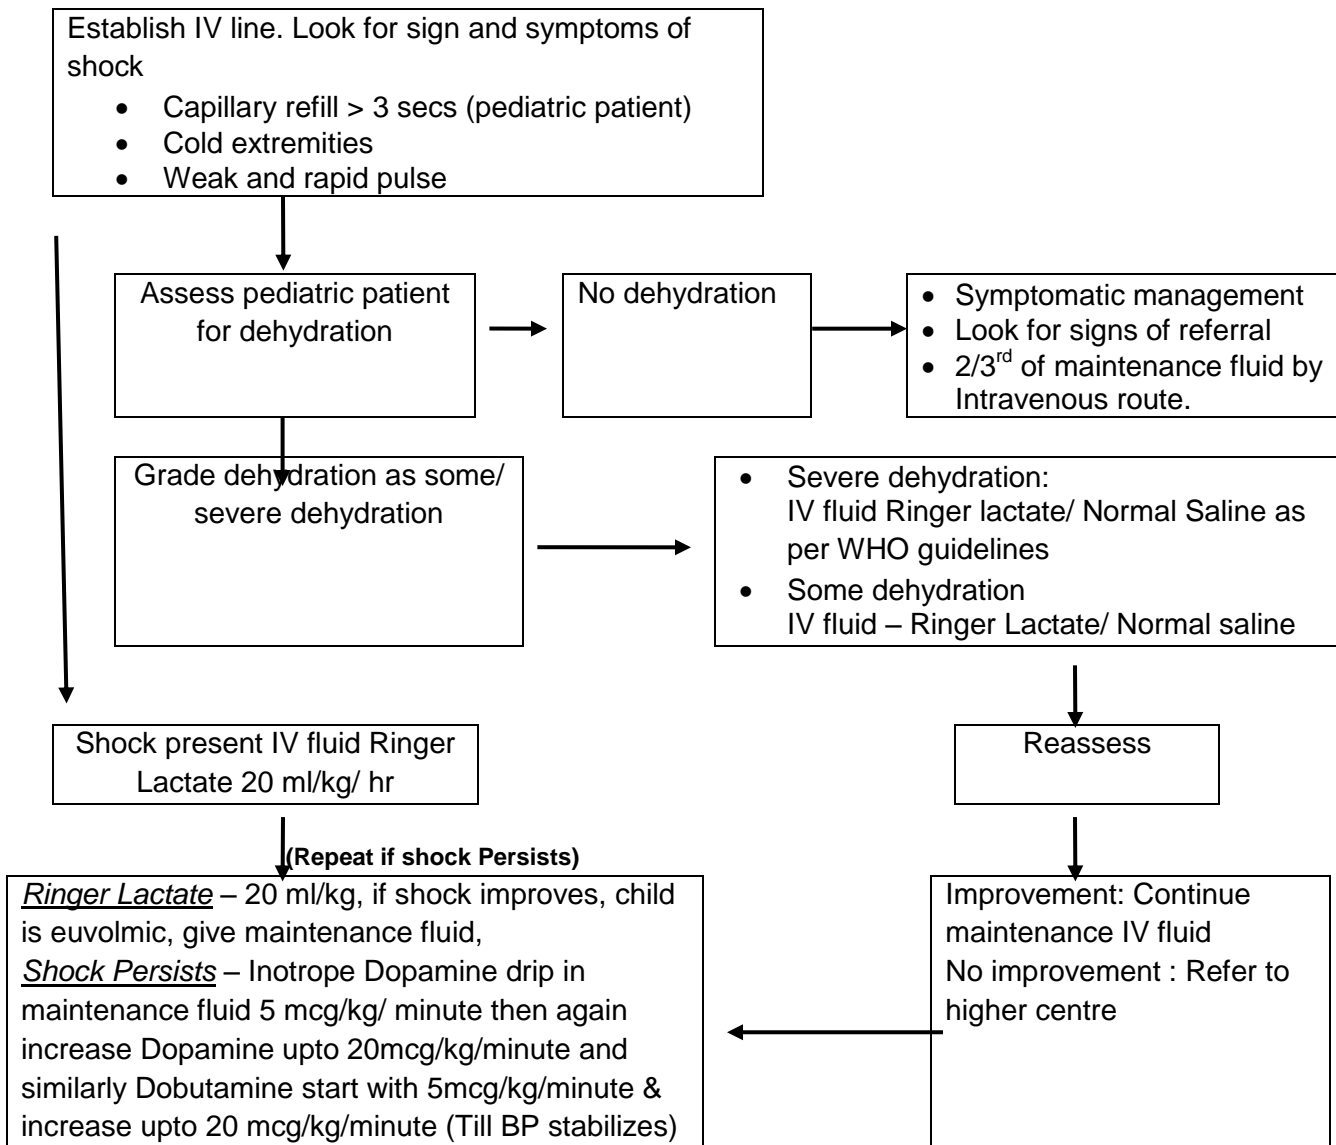 Establish IV line. Look for sign and symptoms of
shock
• Capillary refill > 3 secs (pediatric patient)
• Cold extremities
• Weak and rapid pulse
Assess pediatric patient
for dehydration
No dehydration
• Symptomatic management
• Look for signs of referral
• 2/3rd of maintenance fluid by
Intravenous route.
Grade dehydration as some/
severe dehydration
• Severe dehydration:
IV fluid Ringer lactate/ Normal Saline as
per WHO guidelines
• Some dehydration
IV fluid – Ringer Lactate/ Normal saline
Shock present IV fluid Ringer
Lactate 20 ml/kg/ hr
Reassess
(Repeat if shock Persists)
Ringer Lactate – 20 ml/kg, if shock improves, child
is euvolmic, give maintenance fluid,
Shock Persists – Inotrope Dopamine drip in
maintenance fluid 5 mcg/kg/ minute then again
increase Dopamine upto 20mcg/kg/minute and
similarly Dobutamine start with 5mcg/kg/minute &
increase upto 20 mcg/kg/minute (Till BP stabilizes)
Improvement: Continue
maintenance IV fluid
No improvement : Refer to
higher centre